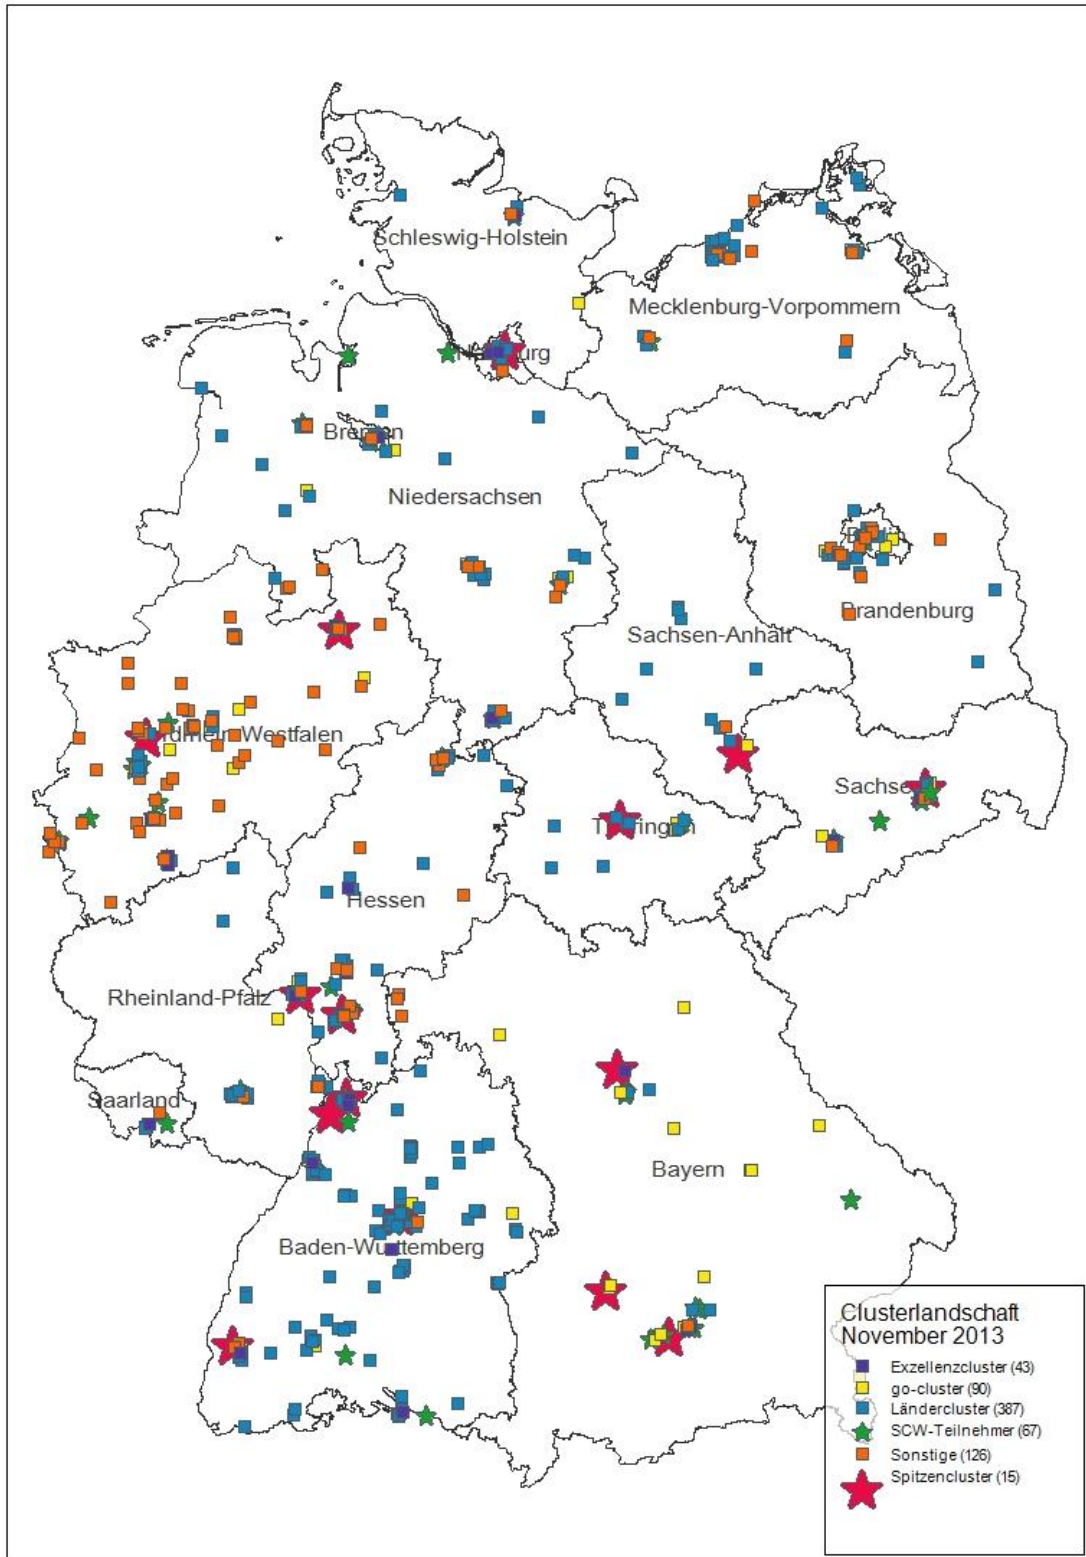 Schleswig-Holstein
Mecklenburg-Vorpommern
Bremen
Niedersachsen
Brandenburg
Sachsen-Anhalt
Hessen
Rheinland-Pfalz
Saarland
Bayern
Baden-Württemberg
Clusterlandschaft
November 2013
Exzellenzcluster (43)
go-cluster (90)
Ländercluster (387)
SCW-Teilnehmer (67)
Sonstige (126)
Spitzencluster (15)